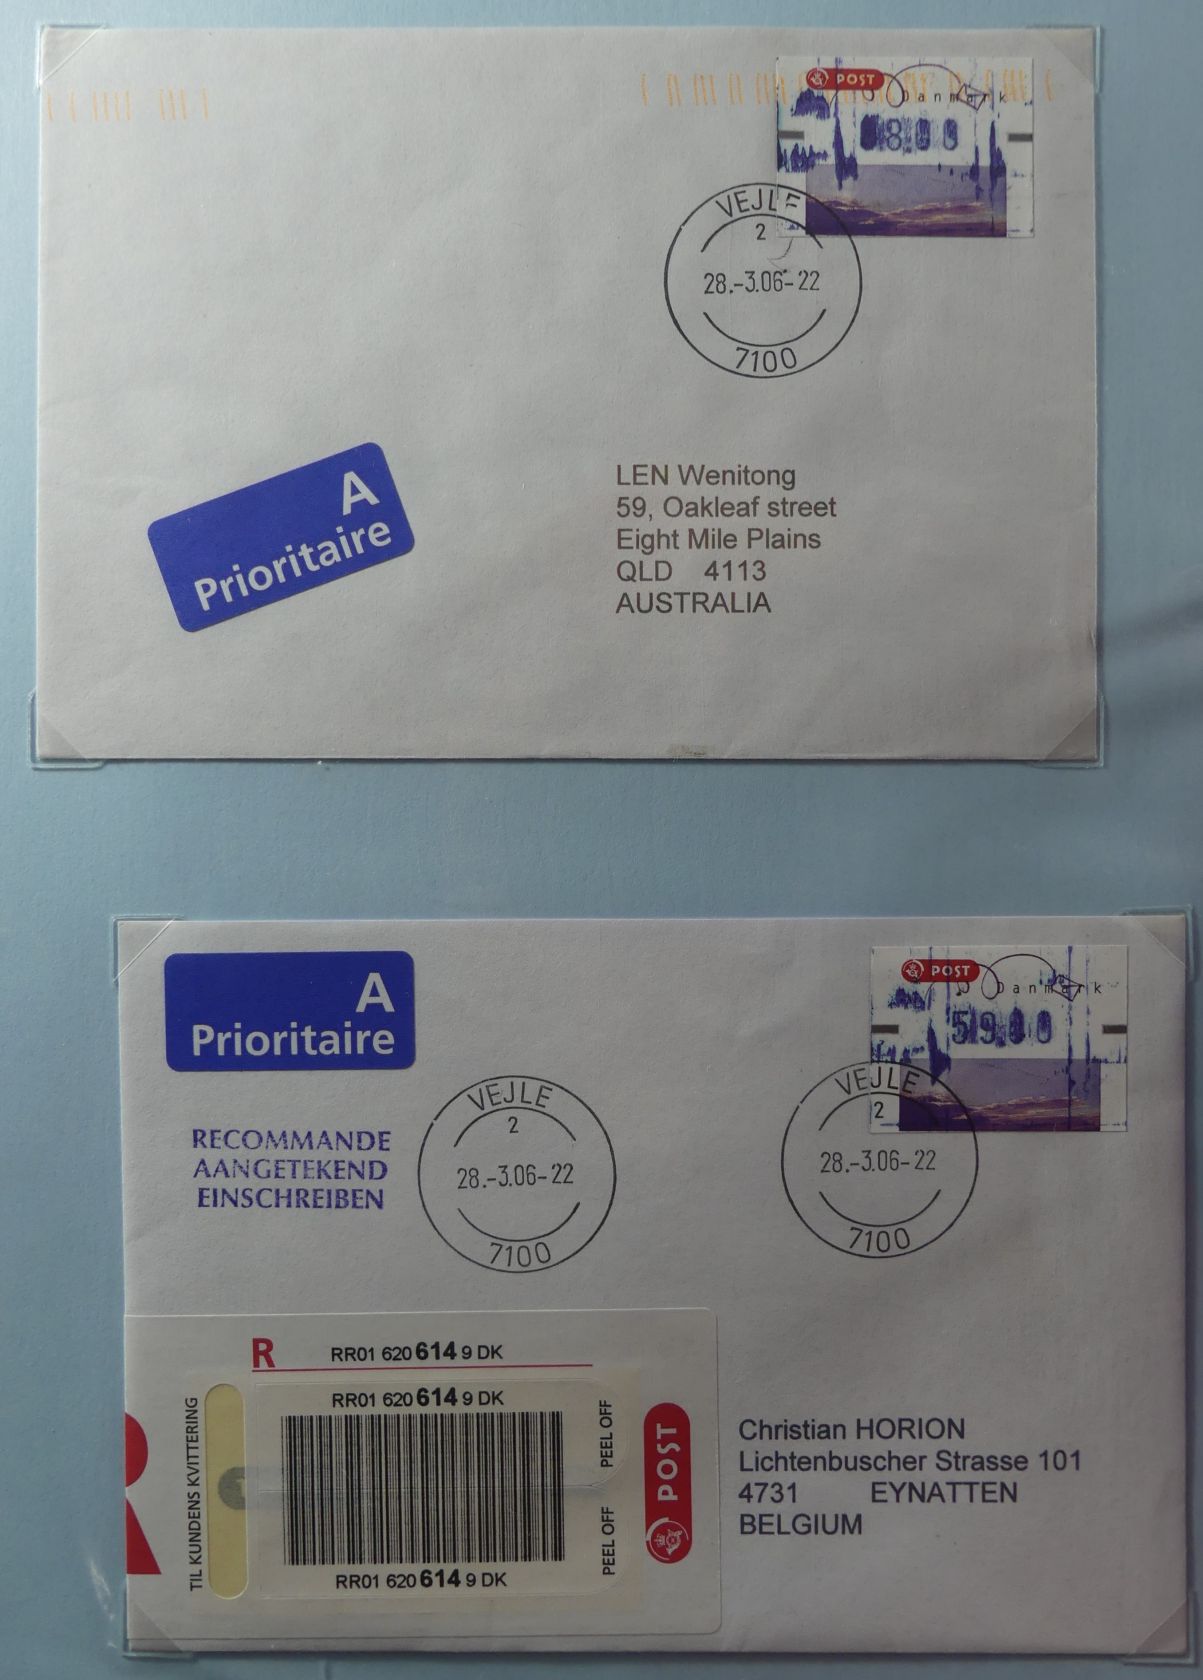 POST
Danmark
8.00
VEJLE
2
28.-3.06-22
7100
A
Prioritaire
LEN Wenitong
59, Oakleaf street
Eight Mile Plains
QLD 4113
AUSTRALIA
A
Prioritaire
POST
Danmark
59.00
RECOMMANDE
AANGETEKEND
EINSCHREIBEN
VEJLE
2
28.-3.06-22
7100
VEJLE
2
28.-3.06-22
7100
R RR01 620 614 9 DK
RR01 620 614 9 DK
TIL KUNDENS KVITTERING
PEEL OFF
PEEL OFF
POST
R
RR01 620 614 9 DK
Christian HORION
Lichtenbuscher Strasse 101
4731 EYNATTEN
BELGIUM